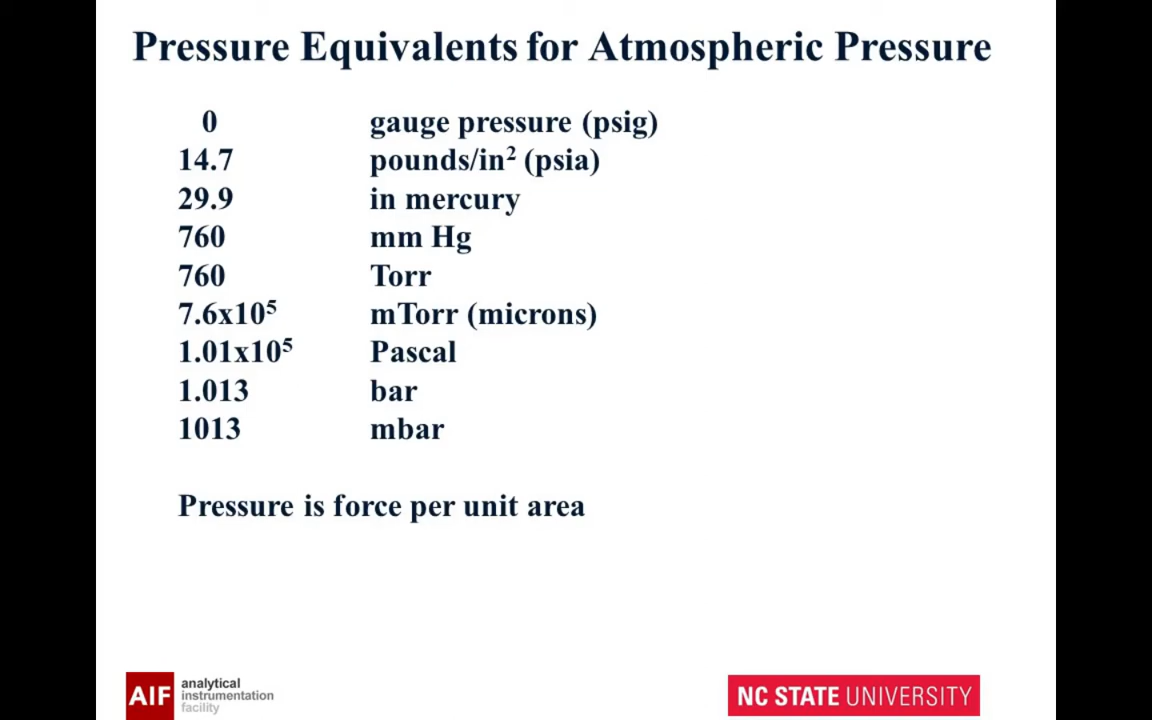 Pressure Equivalents for Atmospheric Pressure
0 gauge pressure (psig)
14.7 pounds/in² (psia)
29.9 in mercury
760 mm Hg
760 Torr
7.6x10⁵ mTorr (microns)
1.01x10⁵ Pascal
1.013 bar
1013 mbar
Pressure is force per unit area
AIF analytical instrumentation facility
NC STATE UNIVERSITY